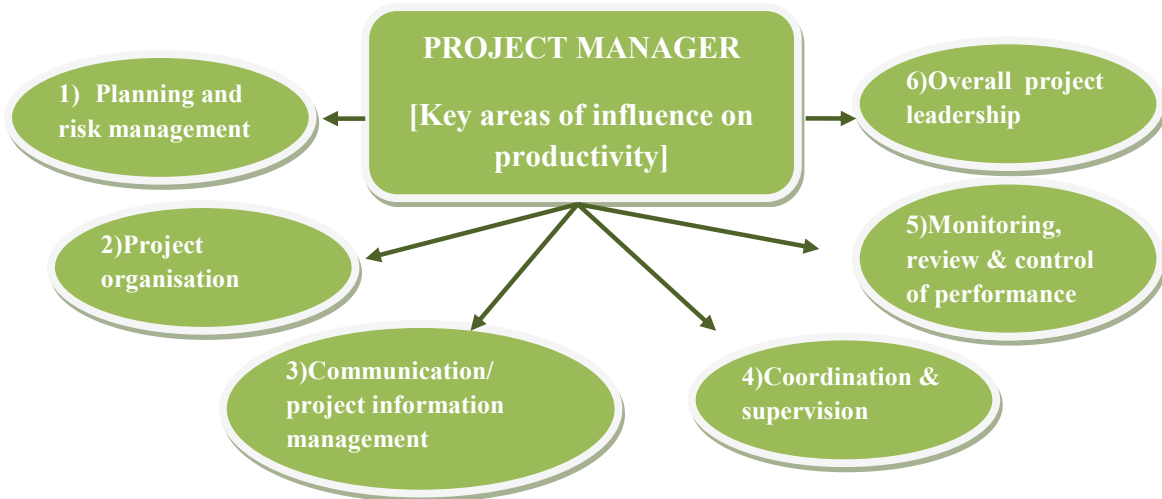 PROJECT MANAGER
[Key areas of influence on
productivity]
1) Planning and
risk management
2)Project
organisation
3)Communication/
project information
management
4)Coordination &
supervision
5)Monitoring,
review & control
of performance
6)Overall project
leadership